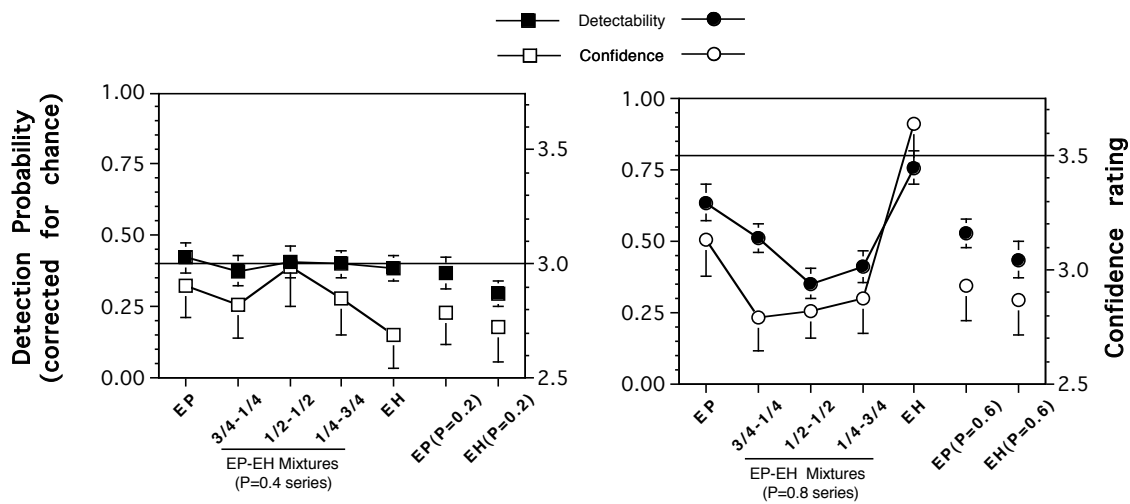 Detectability
Confidence
Detection Probability
(corrected for chance)
1.00
0.75
0.50
0.25
0.00
3.5
3.0
2.5
EP
3/4-1/4
1/2-1/2
1/4-3/4
EH
EP(P=0.2)
EH(P=0.2)
EP-EH Mixtures
(P=0.4 series)
1.00
0.75
0.50
0.25
0.00
3.5
3.0
2.5
Confidence rating
EP
3/4-1/4
1/2-1/2
1/4-3/4
EH
EP(P=0.6)
EH(P=0.6)
EP-EH Mixtures
(P=0.8 series)